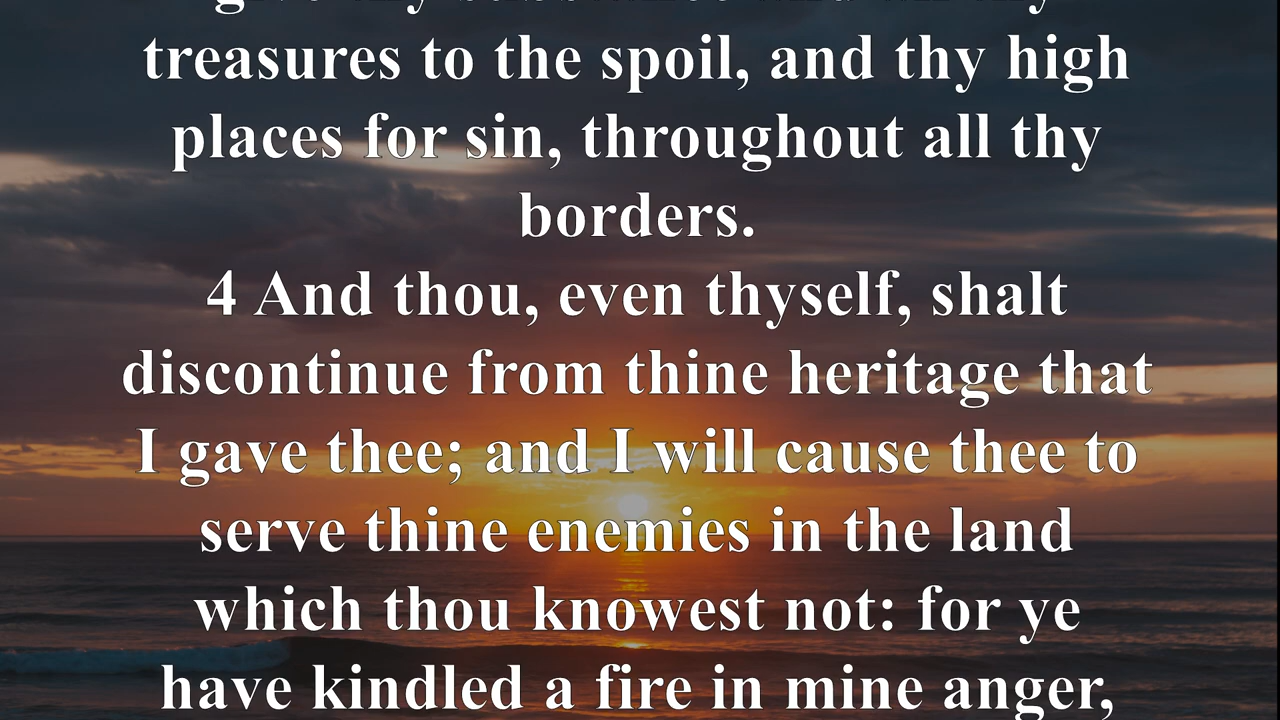 treasures to the spoil, and thy high
places for sin, throughout all thy
borders.
4 And thou, even thyself, shalt
discontinue from thine heritage that
I gave thee; and I will cause thee to
serve thine enemies in the land
which thou knowest not: for ye
have kindled a fire in mine anger,